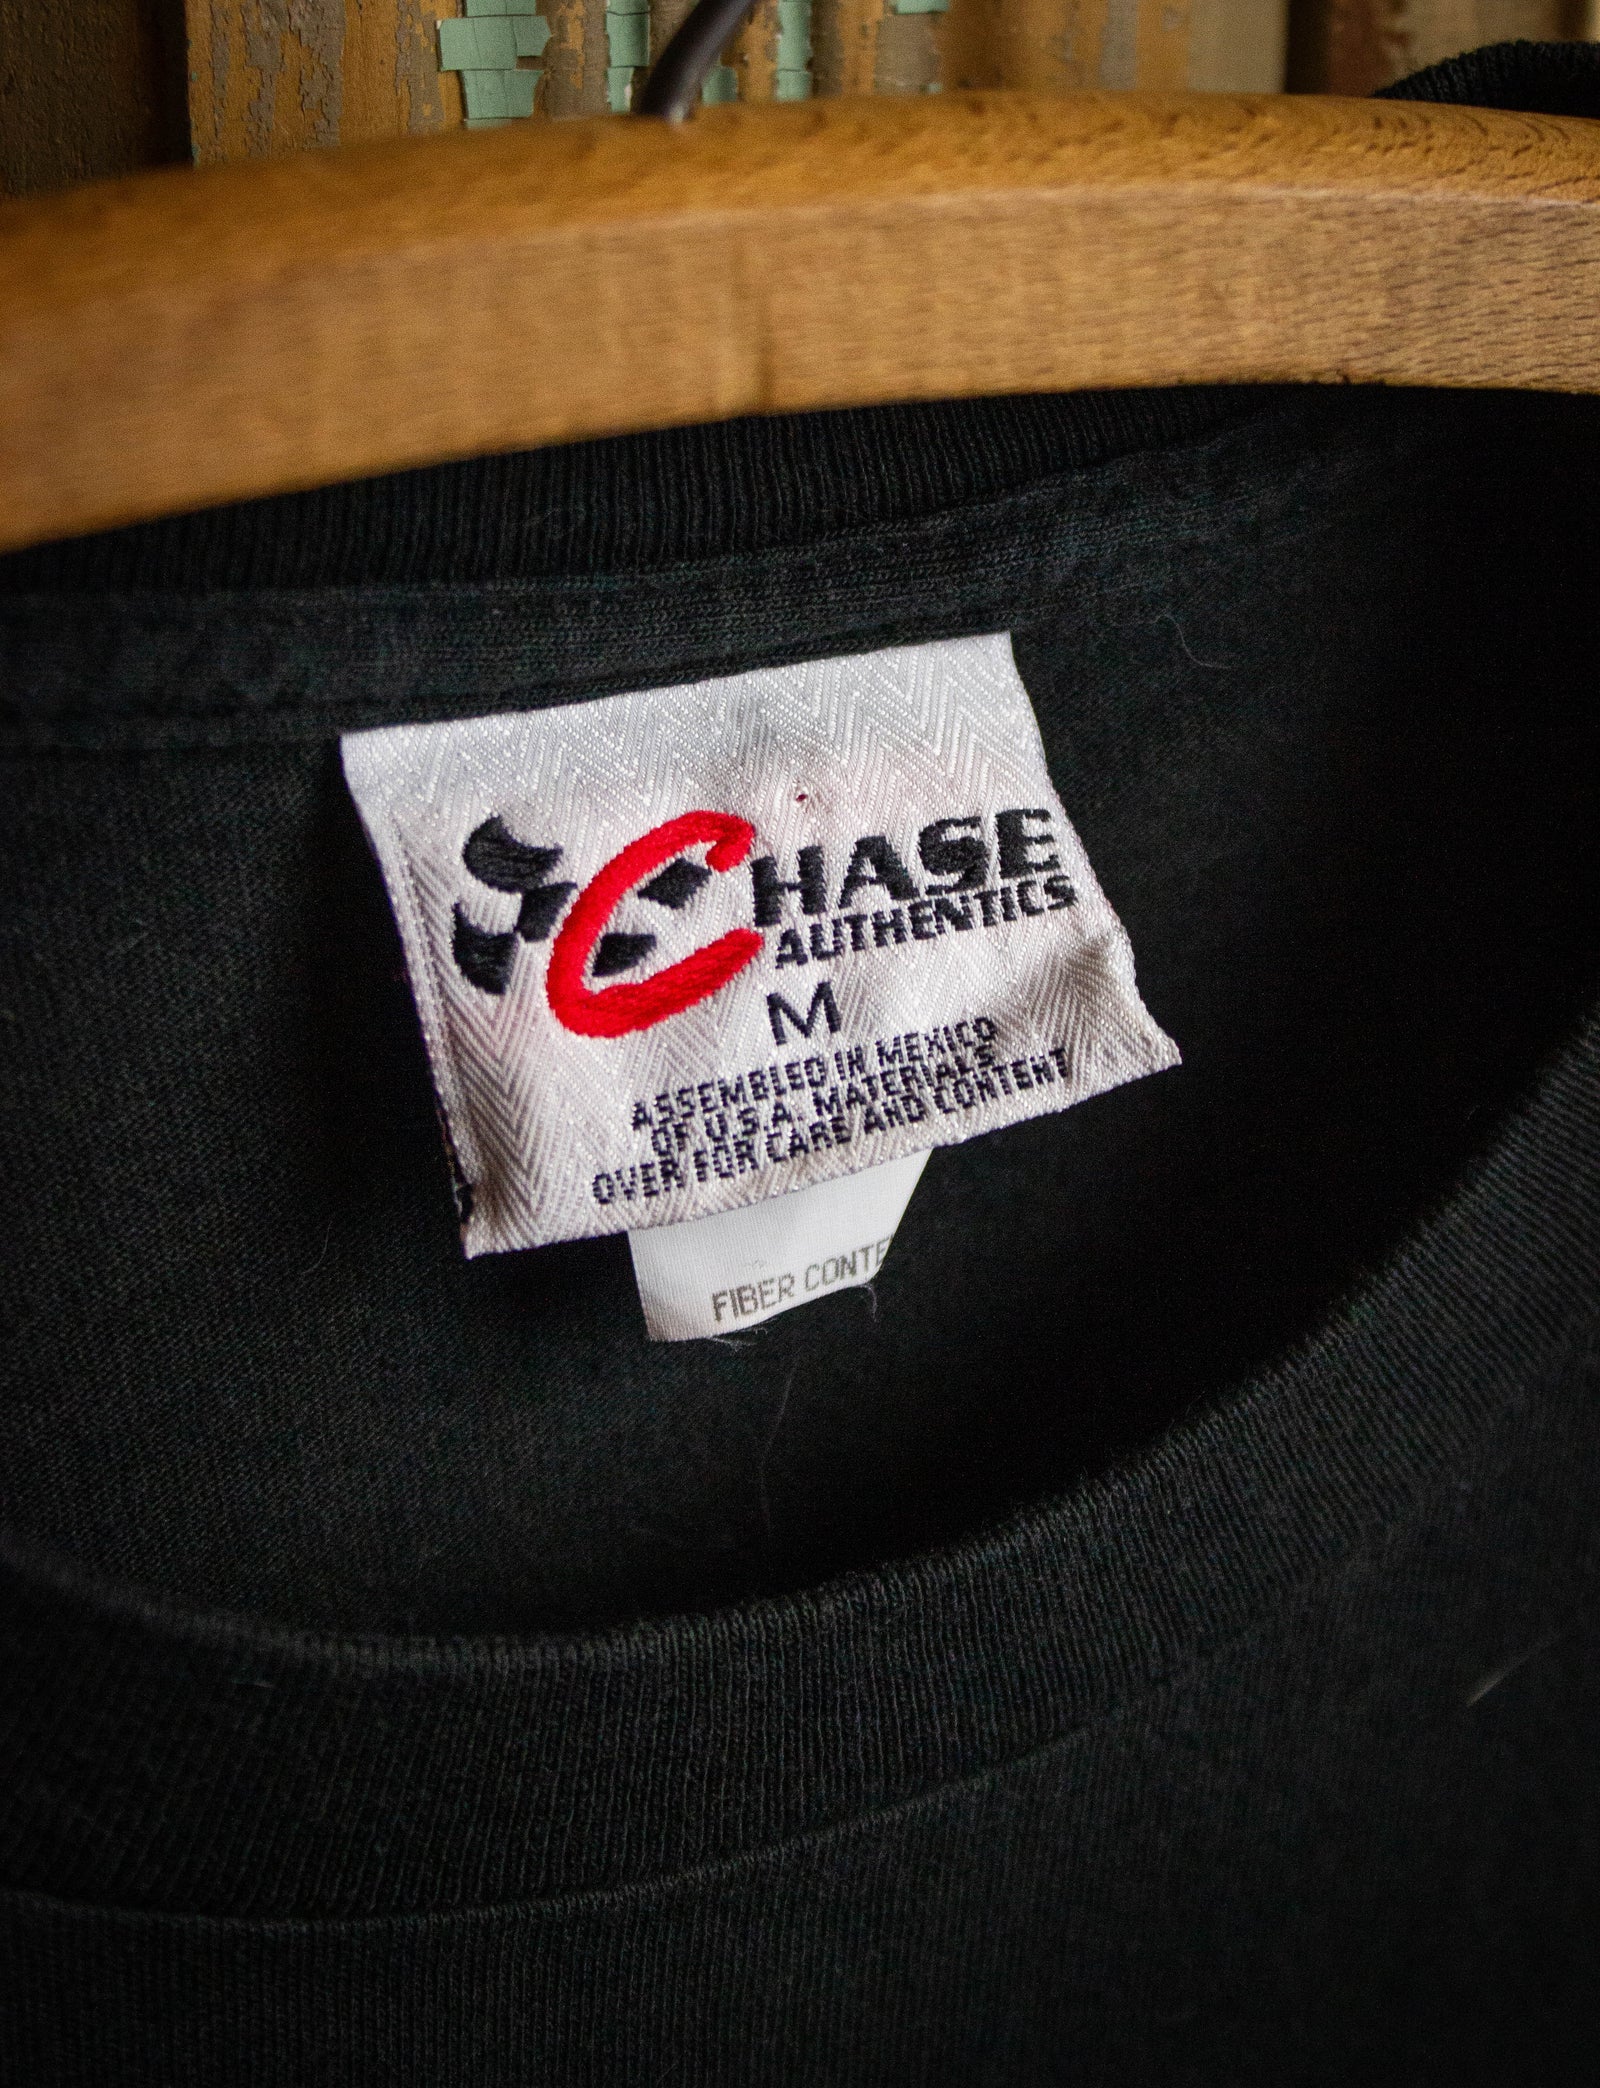 CHASE
AUTHENTICS
M
ASSEMBLED IN MEXICO
OF U.S.A. MATERIALS
OVER FOR CARE AND CONTENT
FIBER CONTE